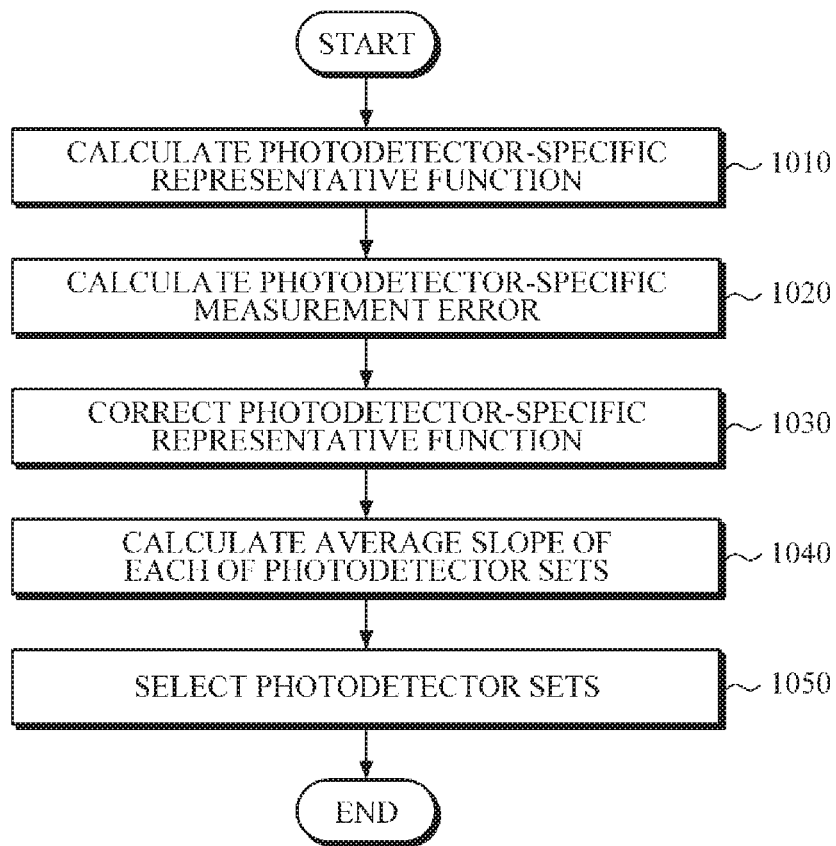 START
CALCULATE PHOTODETECTOR-SPECIFIC
REPRESENTATIVE FUNCTION
1010
CALCULATE PHOTODETECTOR-SPECIFIC
MEASUREMENT ERROR
1020
CORRECT PHOTODETECTOR-SPECIFIC
REPRESENTATIVE FUNCTION
1030
CALCULATE AVERAGE SLOPE OF
EACH OF PHOTODETECTOR SETS
1040
SELECT PHOTODETECTOR SETS
1050
END